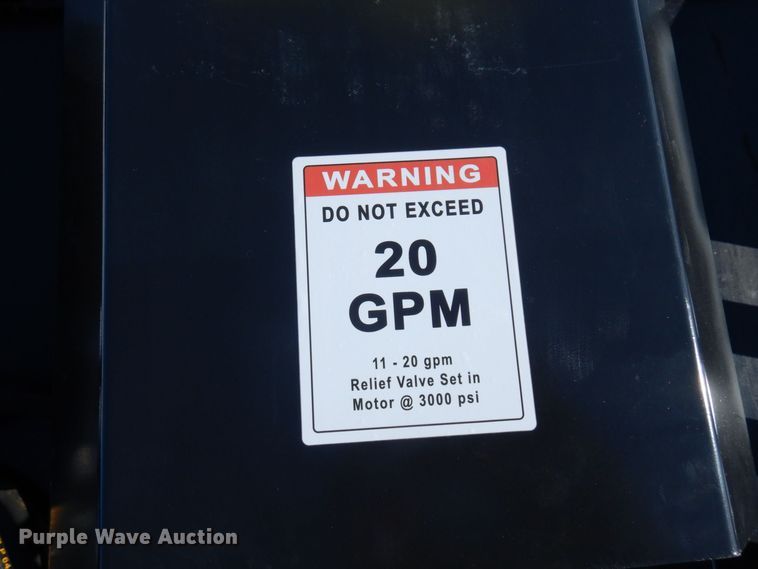 WARNING
DO NOT EXCEED
20
GPM
11 - 20 gpm
Relief Valve Set in
Motor @ 3000 psi
Purple Wave Auction